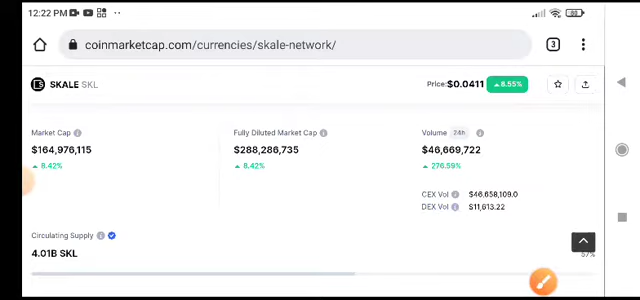 12:22 PM
coinmarketcap.com/currencies/skale-network/
3
SKALE SKL
Price:$0.0411 8.55%
Market Cap
Fully Diluted Market Cap
Volume 24h
$164,976,115
$288,286,735
$46,669,722
8.42%
8.42%
276.59%
CEX Vol $46,658,109.0
DEX Vol $11,613.22
Circulating Supply
4.01B SKL
57%